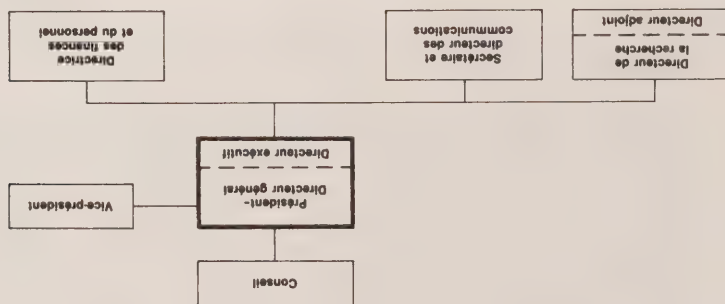 Conseil
Président-
Directeur général
Directeur exécutif
Vice-président
Directeur de
la recherche
Directeur adjoint
Secrétaire et
directeur des
communications
Directrice
des finances
et du personnel